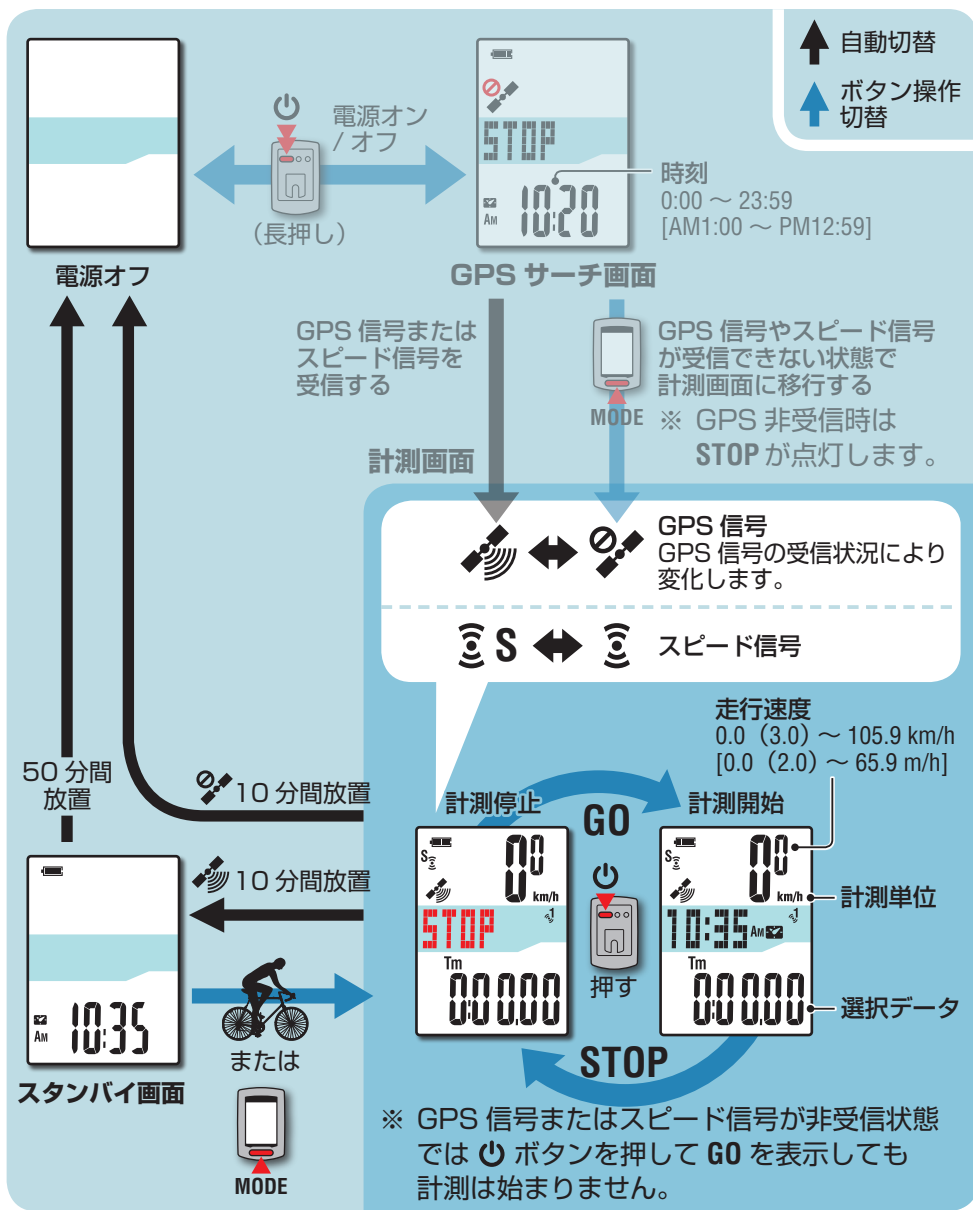 自動切替
ボタン操作
切替
電源オン
/ オフ
（長押し）
電源オフ
STOP
AM 10:20
時刻
0:00 ～ 23:59
[AM1:00 ～ PM12:59]
GPS サーチ画面
GPS 信号または
スピード信号を
受信する
GPS 信号やスピード信号
が受信できない状態で
計測画面に移行する
MODE
※ GPS 非受信時は
STOP が点灯します。
計測画面
GPS 信号
GPS 信号の受信状況により
変化します。
S
スピード信号
走行速度
0.0（3.0）～ 105.9 km/h
[0.0（2.0）～ 65.9 m/h]
50 分間
放置
10 分間放置
10 分間放置
計測停止
GO
計測開始
S
0.0
km/h
STOP
1
Tm
0:00.00
押す
S
0.0
km/h
10:35 AM
1
Tm
0:00.00
計測単位
選択データ
STOP
AM 10:35
スタンバイ画面
または
MODE
※ GPS 信号またはスピード信号が非受信状態
では ボタンを押して GO を表示しても
計測は始まりません。